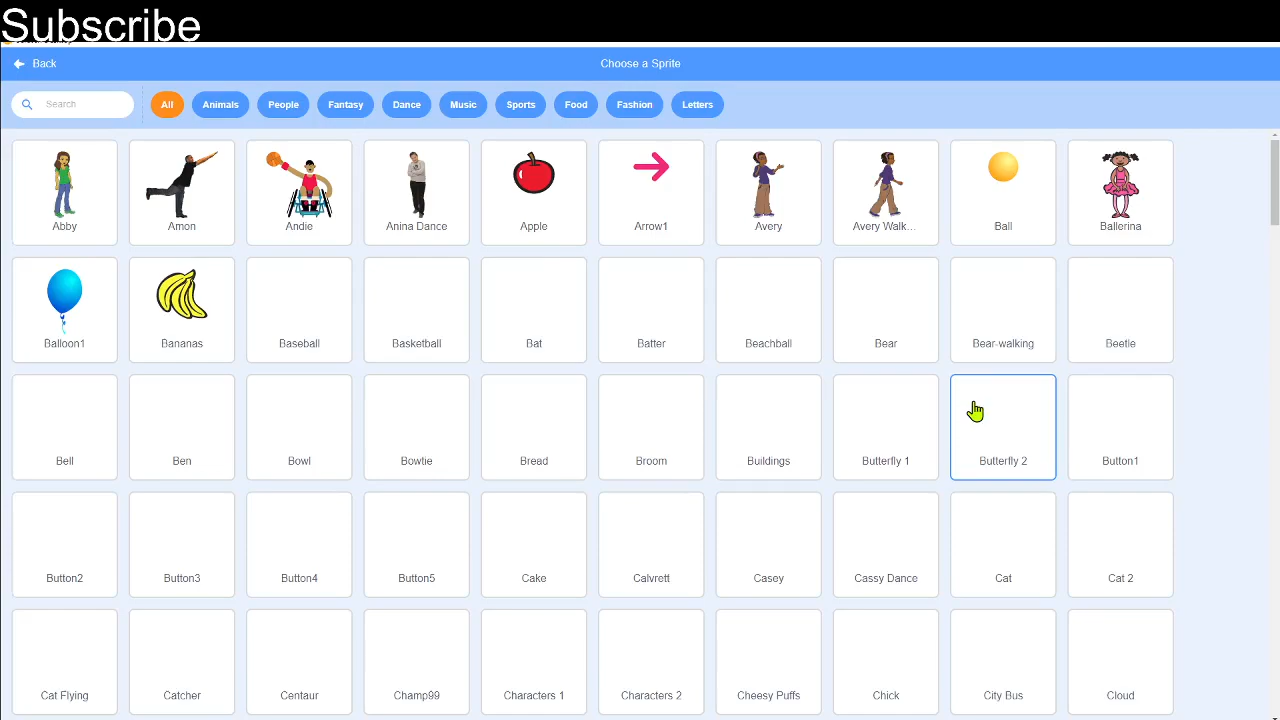 Subscribe
Back
Choose a Sprite
Search
All
Animals
People
Fantasy
Dance
Music
Sports
Food
Fashion
Letters
Abby
Amon
Andie
Anina Dance
Apple
Arrow1
Avery
Avery Walk...
Ball
Ballerina
Balloon1
Bananas
Baseball
Basketball
Bat
Batter
Beachball
Bear
Bear-walking
Beetle
Bell
Ben
Bowl
Bowtie
Bread
Broom
Buildings
Butterfly 1
Butterfly 2
Button1
Button2
Button3
Button4
Button5
Cake
Calvrett
Casey
Cassy Dance
Cat
Cat 2
Cat Flying
Catcher
Centaur
Champ99
Characters 1
Characters 2
Cheesy Puffs
Chick
City Bus
Cloud